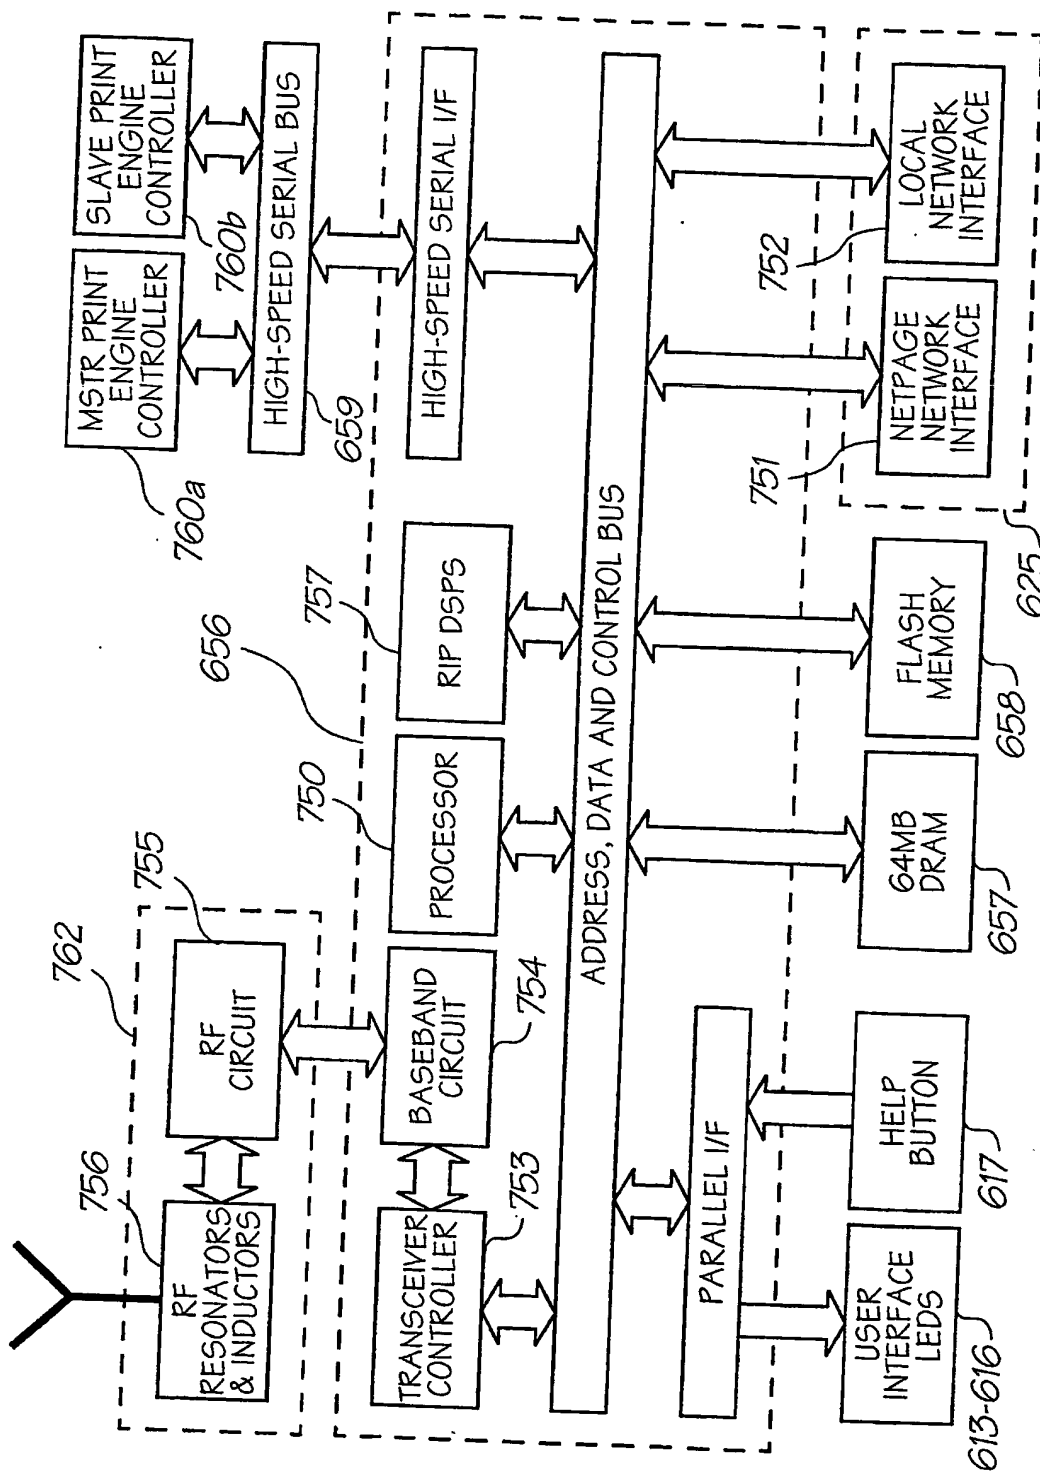 762
756
755
RF
RESONATORS
& INDUCTORS
RF
CIRCUIT
760a
760b
MSTR PRINT
ENGINE
CONTROLLER
SLAVE PRINT
ENGINE
CONTROLLER
HIGH-SPEED SERIAL BUS
659
656
750
757
TRANSCEIVER
CONTROLLER
753
BASEBAND
CIRCUIT
754
PROCESSOR
RIP DSPS
HIGH-SPEED SERIAL I/F
ADDRESS, DATA AND CONTROL BUS
PARALLEL I/F
751
752
USER
INTERFACE
LEDS
HELP
BUTTON
64MB
DRAM
FLASH
MEMORY
NETPAGE
NETWORK
INTERFACE
LOCAL
NETWORK
INTERFACE
613-616
617
657
658
625